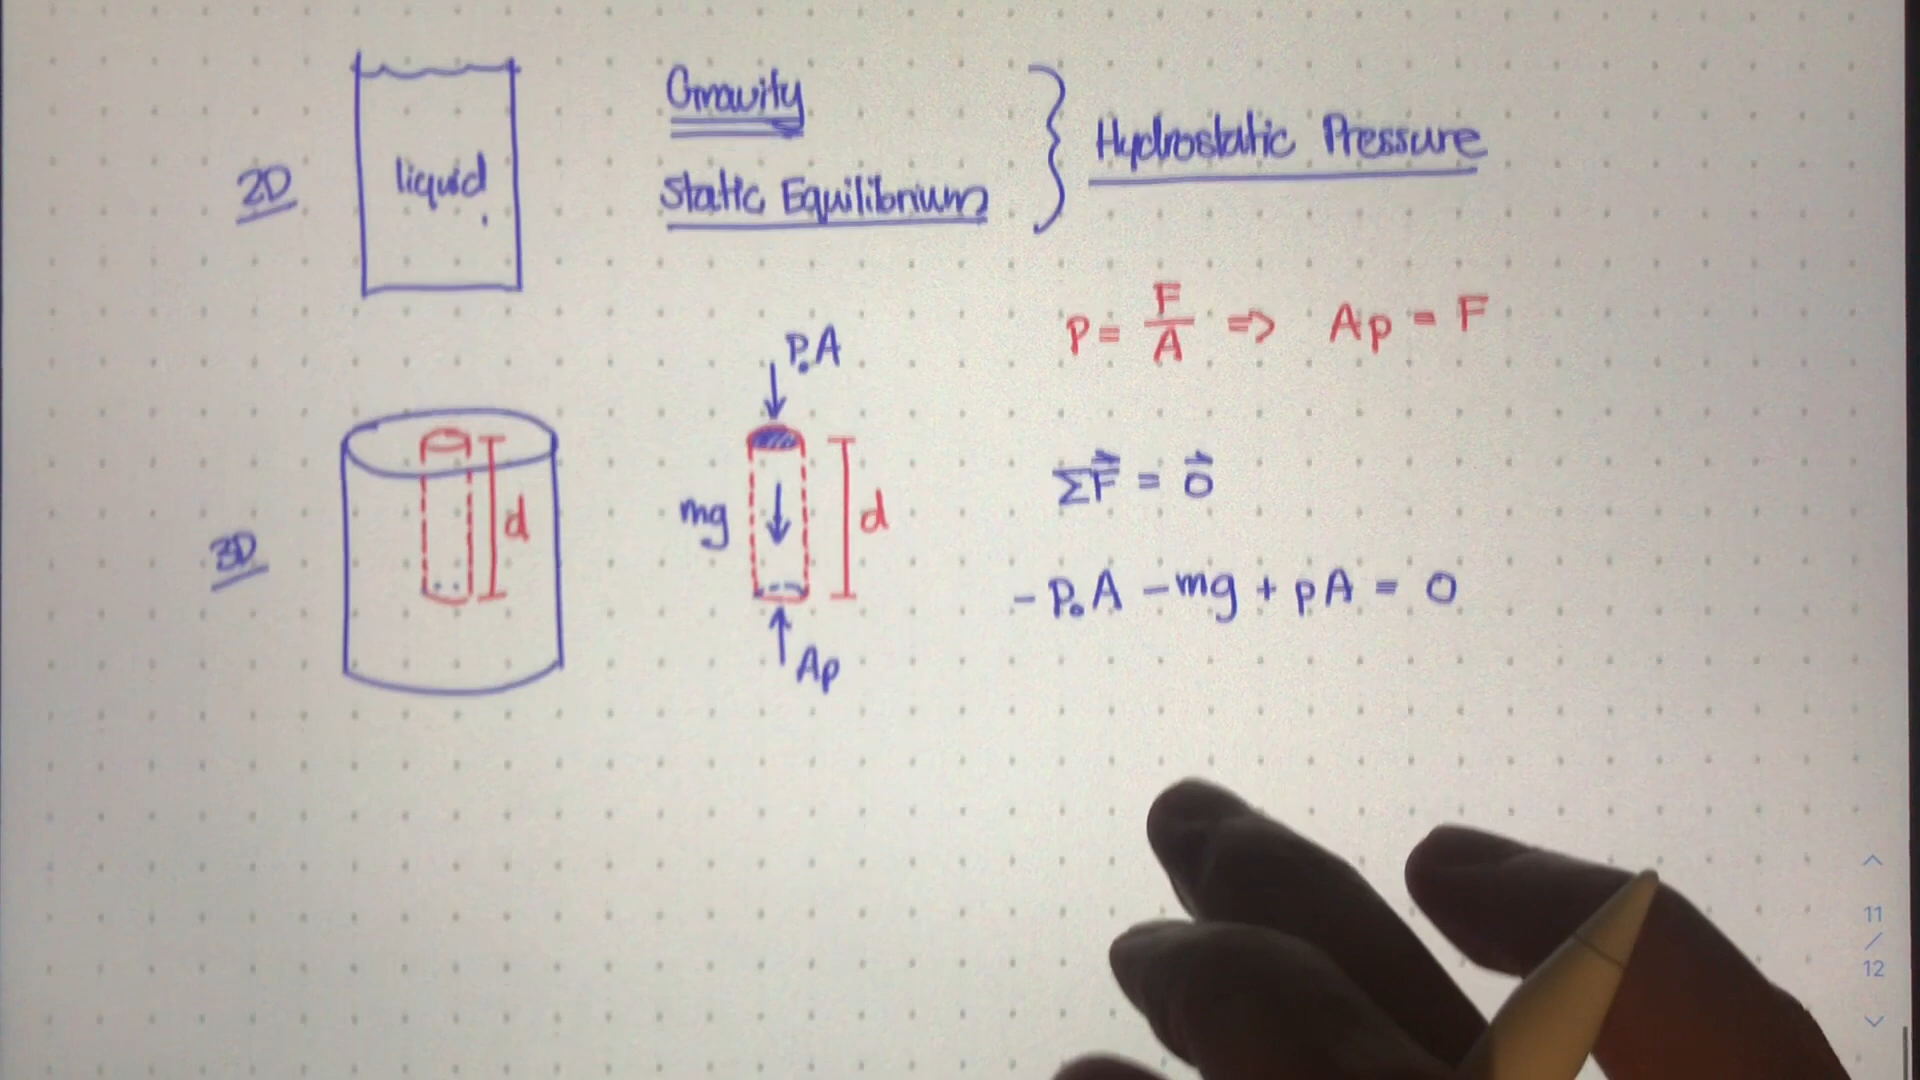 2D
liquid
Gravity
Static Equilibrium
Hydrostatic Pressure
P = F/A => Ap = F
P₀A
3D
d
mg
d
Ap
ΣF⃗ = 0⃗
- P₀A - mg + pA = 0
11
/
12